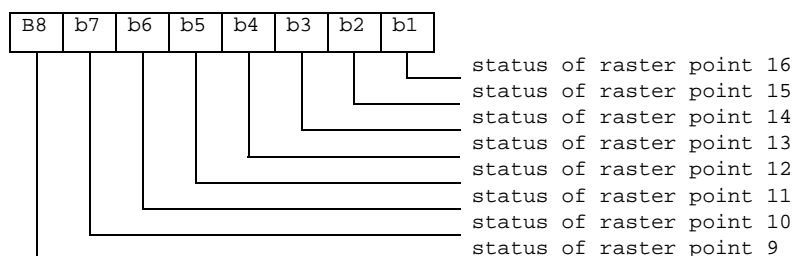 B8 b7 b6 b5 b4 b3 b2 b1
status of raster point 16
status of raster point 15
status of raster point 14
status of raster point 13
status of raster point 12
status of raster point 11
status of raster point 10
status of raster point 9